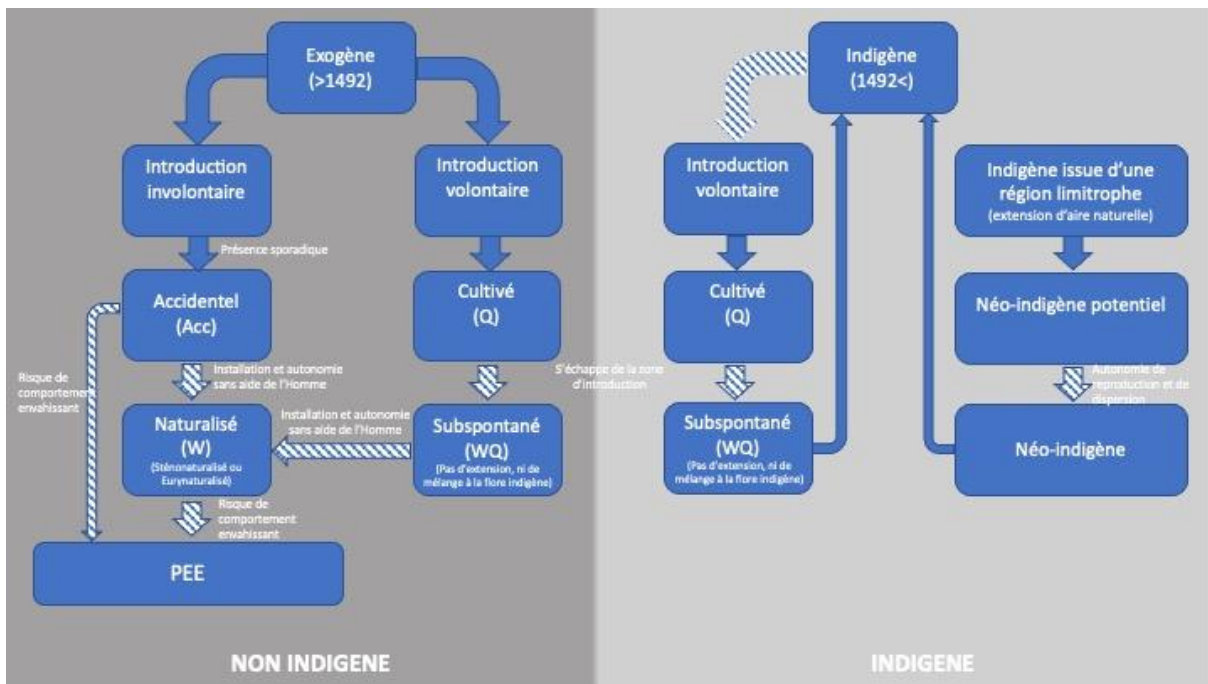 Exogène
(>1492)
Introduction
involontaire
Introduction
volontaire
Présence sporadique
Accidentel
(Acc)
Cultivé
(Q)
Risque de
comportement
envahissant
Installation et autonomie
sans aide de l'Homme
Installation et autonomie
sans aide de l'Homme
Naturalisé
(W)
(Sténonaturalisé ou
Eurynaturalisé)
Subspontané
(WQ)
(Pas d'extension, ni de
mélange à la flore indigène)
Risque de
comportement
envahissant
PEE
NON INDIGENE
Indigène
(1492<)
Introduction
volontaire
Indigène issue d'une
région limitrophe
(extension d'aire naturelle)
Cultivé
(Q)
Néo-indigène potentiel
S'échappe de la zone
d'introduction
Autonomie de
reproduction et de
dispersion
Subspontané
(WQ)
(Pas d'extension, ni de
mélange à la flore indigène)
Néo-indigène
INDIGENE